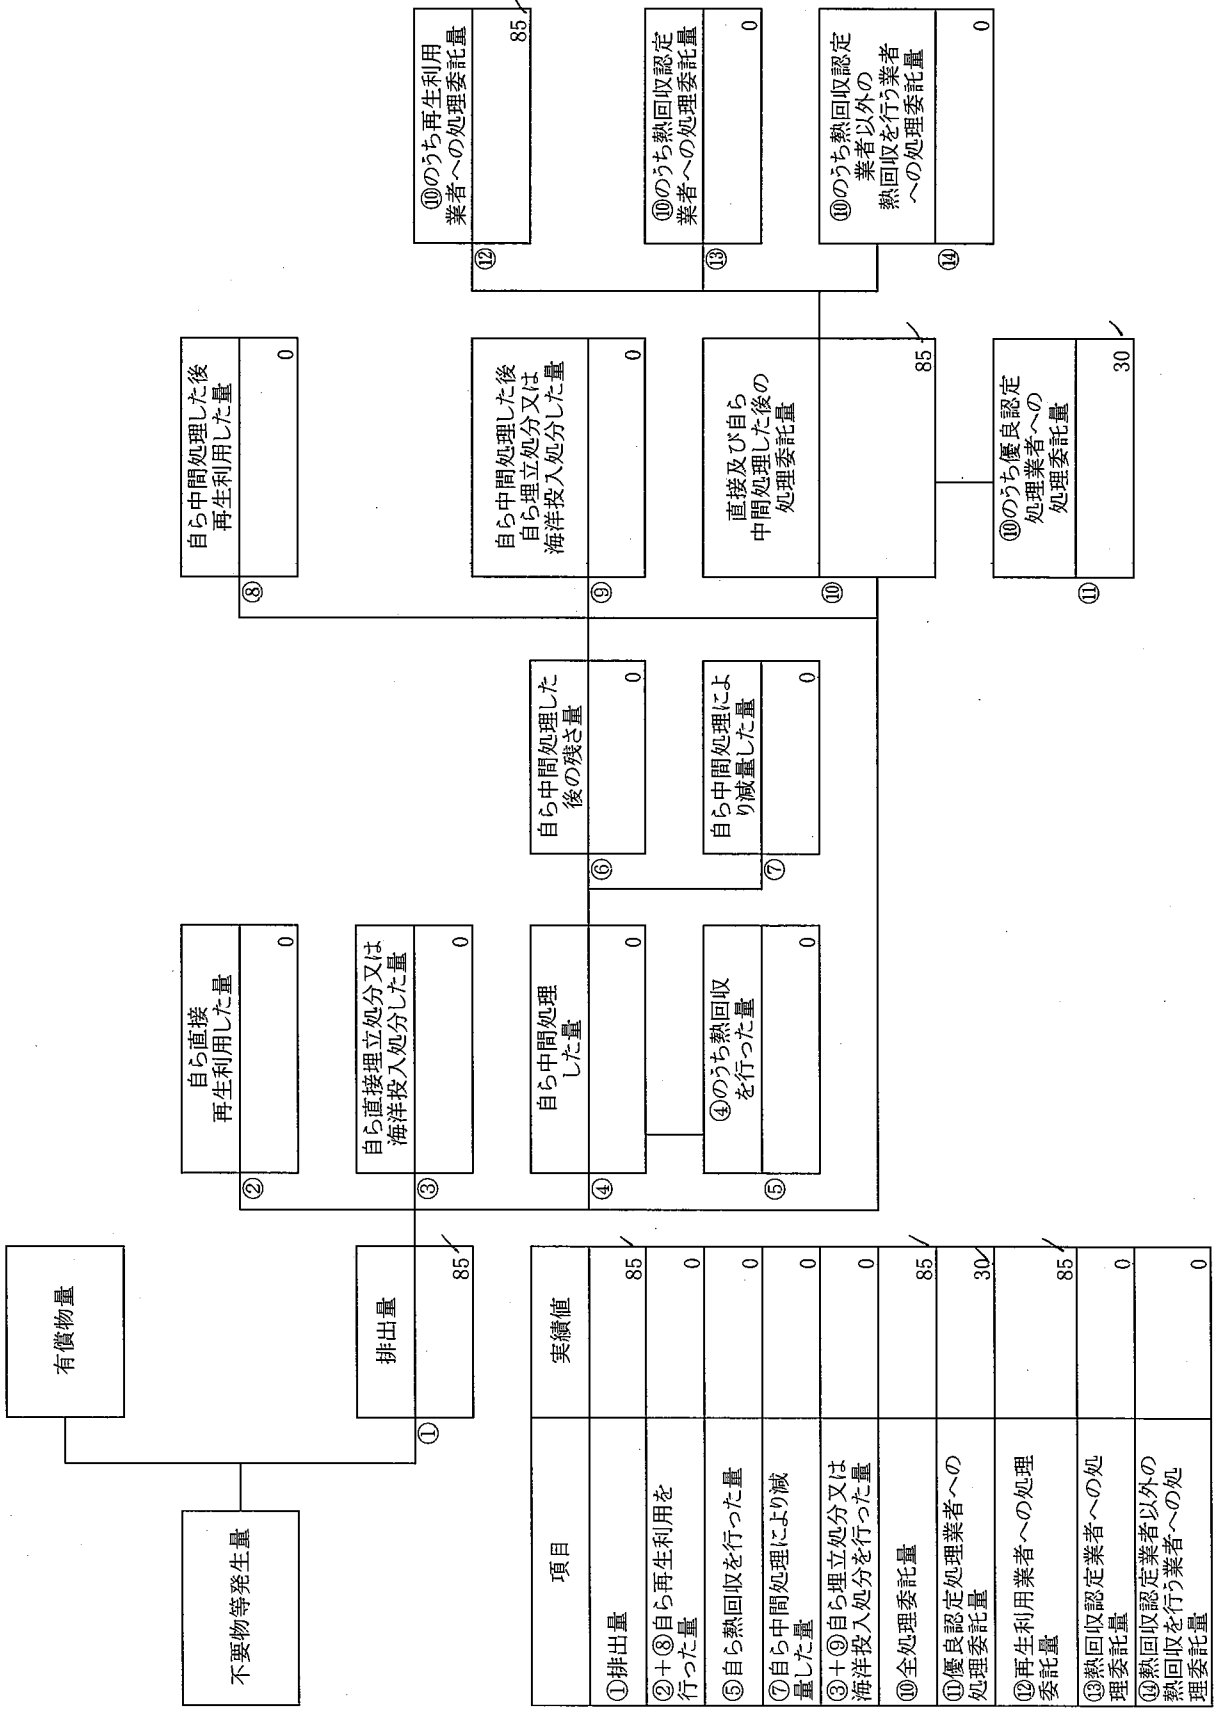 不要物等発生量
有償物量
①
排出量
85
②
自ら直接
再生利用した量
0
③
自ら直接埋立処分又は
海洋投入処分した量
0
④
自ら中間処理
した量
0
⑤
④のうち熱回収
を行った量
0
⑥
自ら中間処理した
後の残さ量
0
⑦
自ら中間処理によ
り減量した量
0
⑧
自ら中間処理した後
再生利用した量
0
⑨
自ら中間処理した後
自ら埋立処分又は
海洋投入処分した量
0
⑩
直接及び自ら
中間処理した後の
処理委託量
85
⑪
⑩のうち優良認定
処理業者への
処理委託量
30
⑫
⑩のうち再生利用
業者への処理委託量
85
⑬
⑩のうち熱回収認定
業者への処理委託量
0
⑭
⑩のうち熱回収認定
業者以外の
熱回収を行う業者
への処理委託量
0
項目 実績値
①排出量 85
②+⑧自ら再生利用を
行った量 0
⑤自ら熱回収を行った量 0
⑦自ら中間処理により減
量した量 0
③+⑨自ら埋立処分又は
海洋投入処分を行った量 0
⑩全処理委託量 85
⑪優良認定処理業者への
処理委託量 30
⑫再生利用業者への処理
委託量 85
⑬熱回収認定業者への処
理委託量 0
⑭熱回収認定業者以外の
熱回収を行う業者への処
理委託量 0